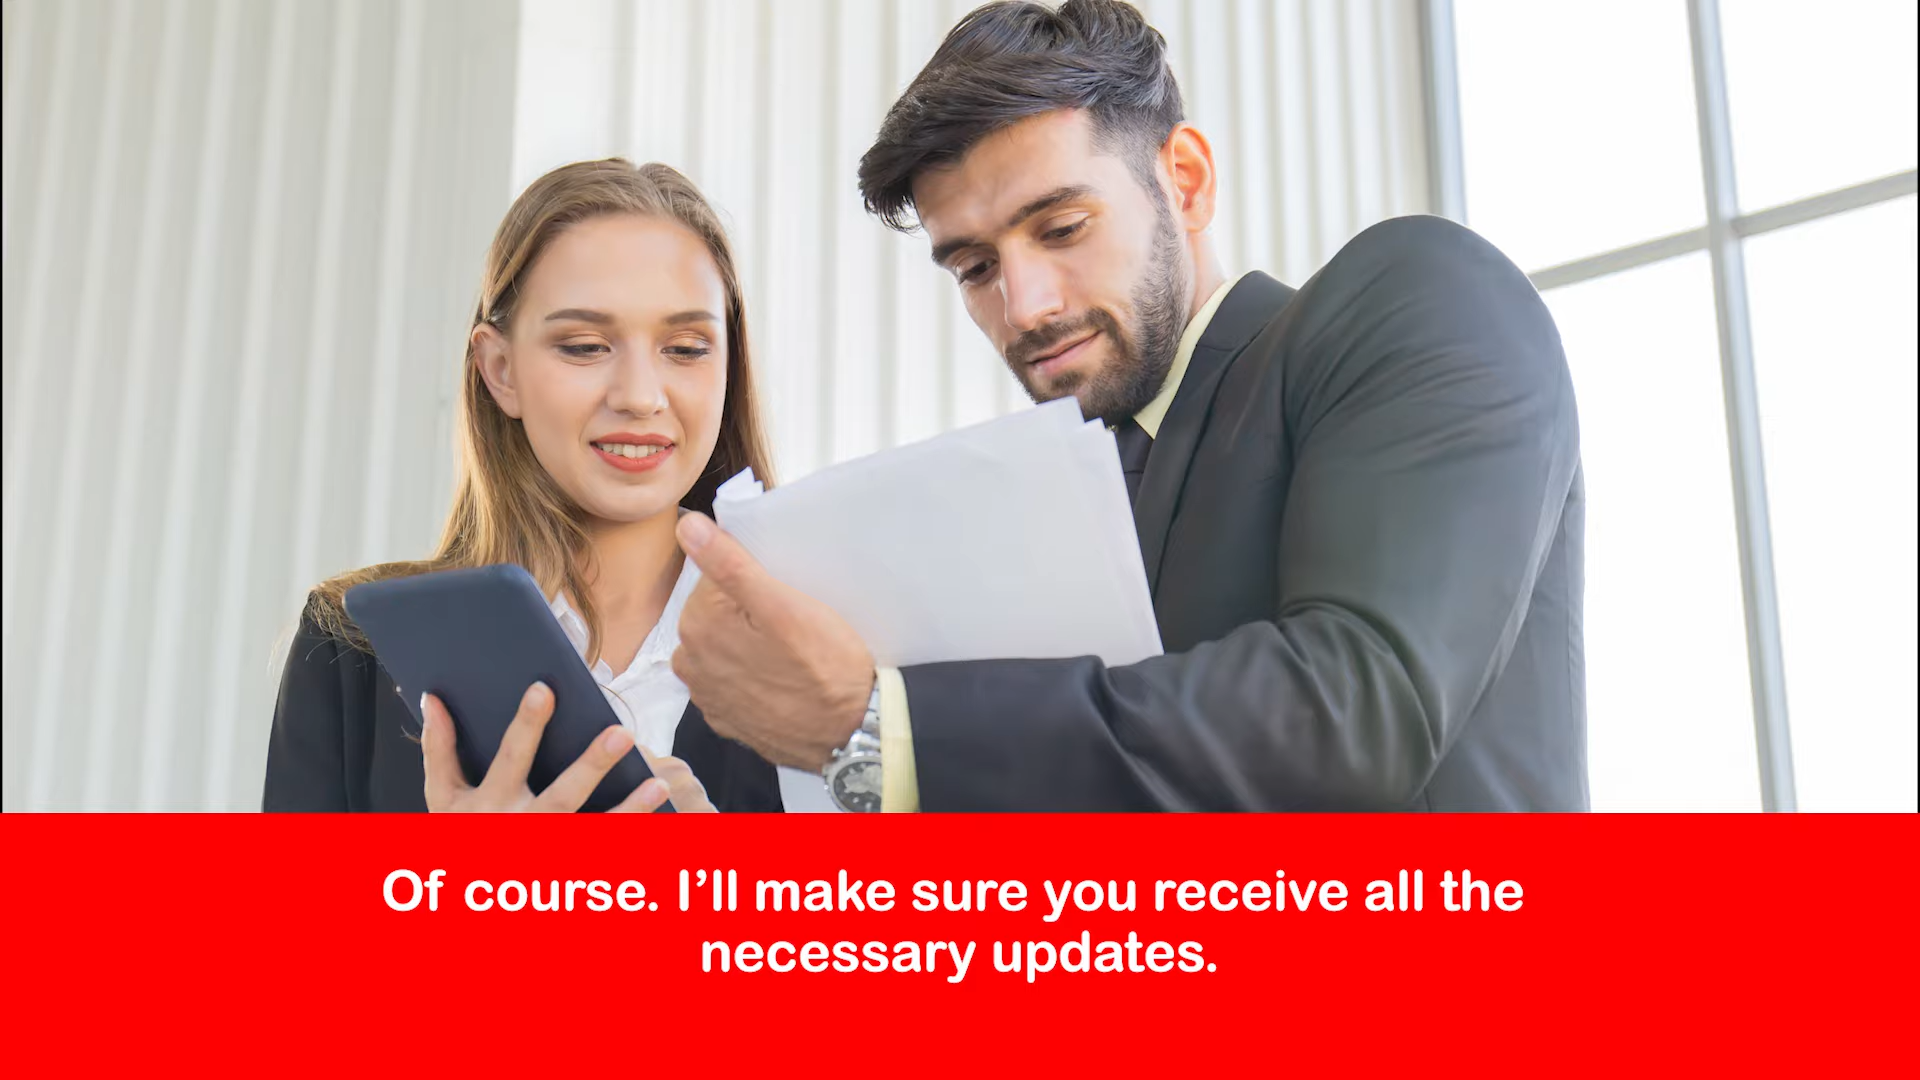 Of course. I’ll make sure you receive all the
necessary updates.